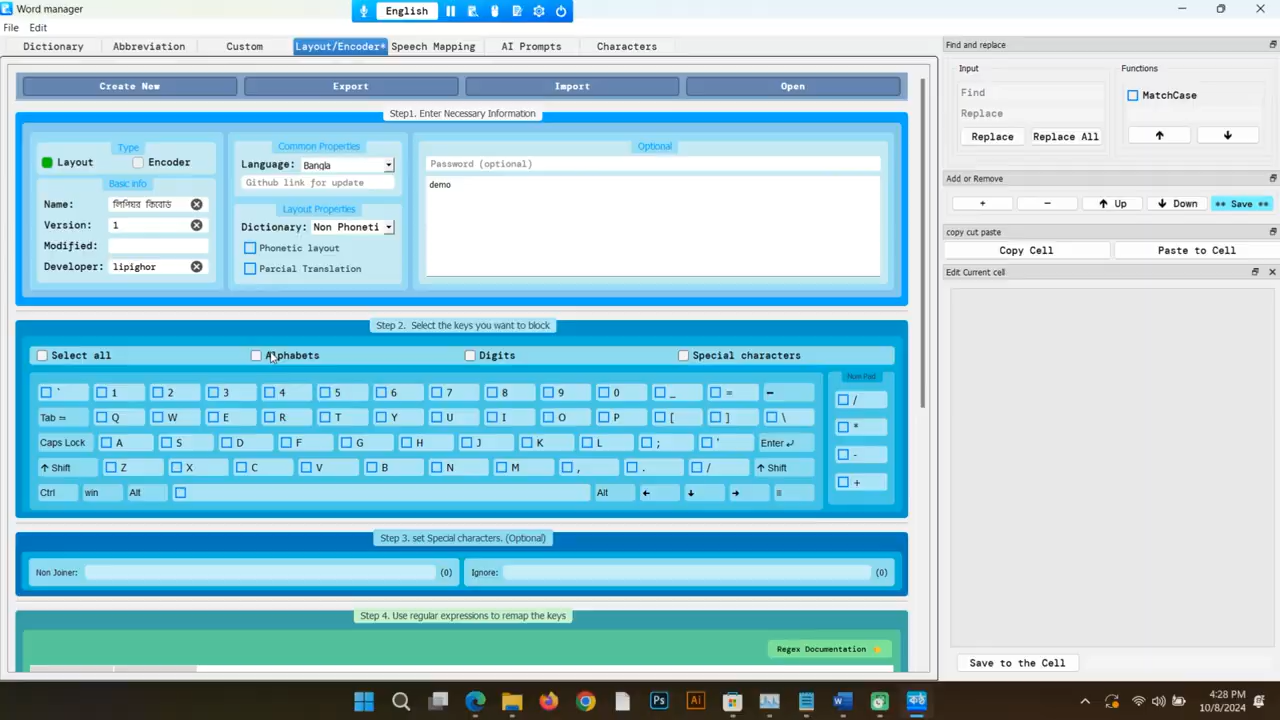 Word manager
English
File Edit
Dictionary Abbreviation Custom Layout/Encoder* Speech Mapping AI Prompts Characters
Create New Export Import Open
Step1. Enter Necessary Information
Type
Layout Encoder
Basic info
Name: লিপিঘর কিবোর্ড
Version: 1
Modified:
Developer: lipighor
Common Properties
Language: Bangla
Github link for update
Layout Properties
Dictionary: Non Phoneti
Phonetic layout
Parcial Translation
Optional
Password (optional)
demo
Step 2. Select the keys you want to block
Select all Alphabets Digits Special characters
` 1 2 3 4 5 6 7 8 9 0 _ =
Tab Q W E R T Y U I O P [ ] \
Caps Lock A S D F G H J K L ; ' Enter
Shift Z X C V B N M , . / Shift
Ctrl win Alt Alt
Num Pad
/
*
-
+
Step 3. set Special characters. (Optional)
Non Joiner: (0) Ignore: (0)
Step 4. Use regular expressions to remap the keys
Regex Documentation
Find and replace
Input
Find
Replace
Replace Replace All
Functions
MatchCase
Add or Remove
+ - Up Down ** Save **
copy cut paste
Copy Cell Paste to Cell
Edit Current cell
Save to the Cell
Ps Ai W কই
4:28 PM
10/8/2024